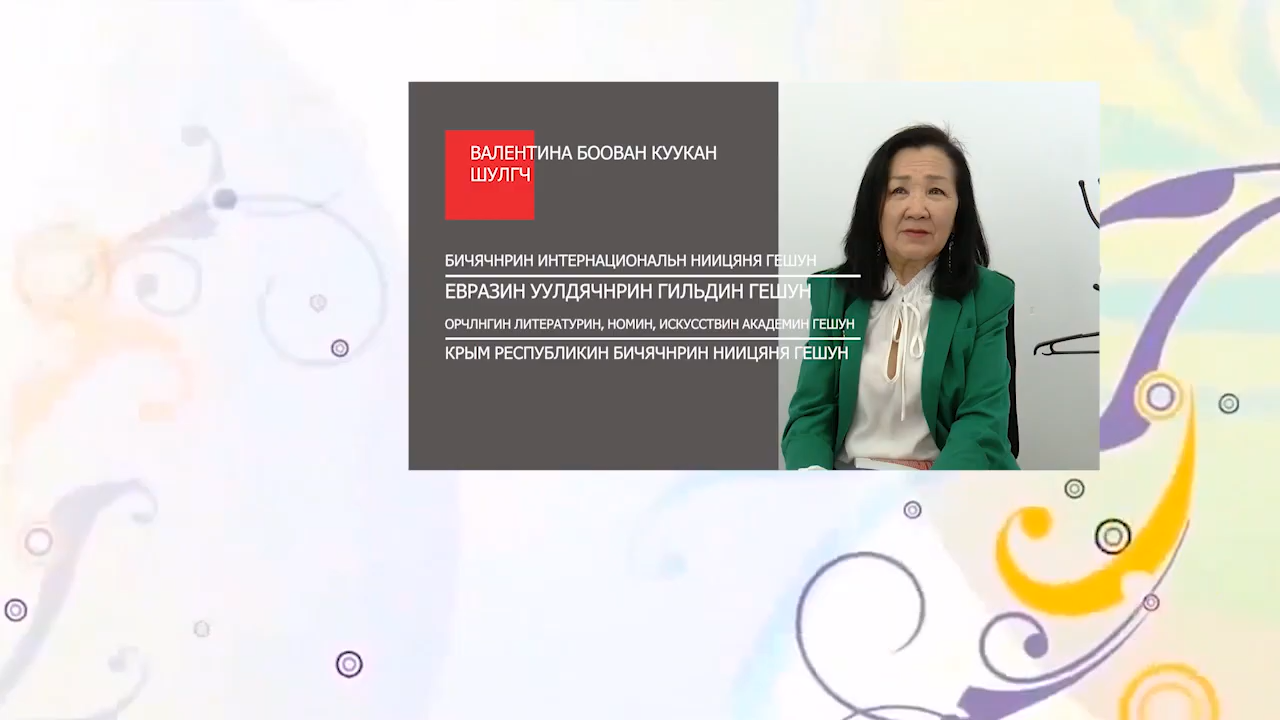 ВАЛЕНТИНА БООВАН КУУКАН
ШУЛГЧ
БИЧЯЧНРИН ИНТЕРНАЦИОНАЛЬН НИИЦЯНЯ ГЕШУН
ЕВРАЗИН УУЛДЯЧНРИН ГИЛЬДИН ГЕШУН
ОРЧЛНГИН ЛИТЕРАТУРИН, НОМИН, ИСКУССТВИН АКАДЕМИН ГЕШУН
КРЫМ РЕСПУБЛИКИН БИЧЯЧНРИН НИИЦЯНЯ ГЕШУН